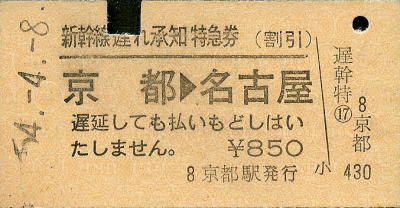 54.-4.-8.
新幹線 遅れ承知 特急券 (割引)
京都▶名古屋
遅延しても払いもどしはい
たしません。 ¥850
8 京都駅発行
遅幹特⑰
小
8京都
430